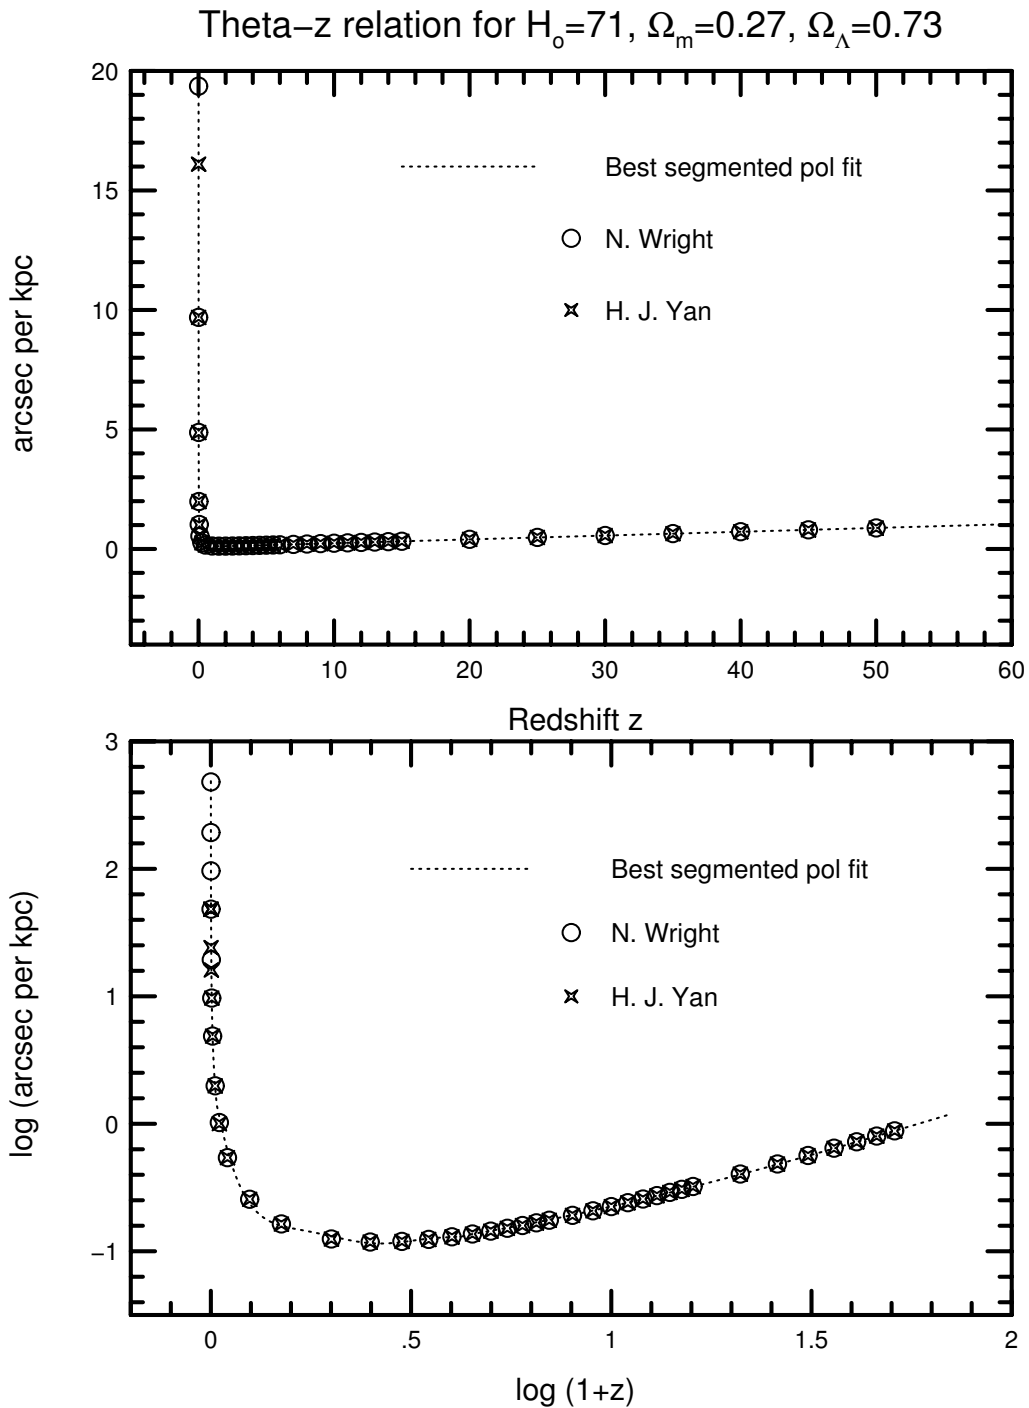 Theta−z relation for H₀=71, Ωₘ=0.27, Ω_Λ=0.73
20
15
10
5
0
arcsec per kpc
Best segmented pol fit
N. Wright
H. J. Yan
0 10 20 30 40 50 60
Redshift z
3
2
1
0
−1
log (arcsec per kpc)
Best segmented pol fit
N. Wright
H. J. Yan
0 .5 1 1.5 2
log (1+z)